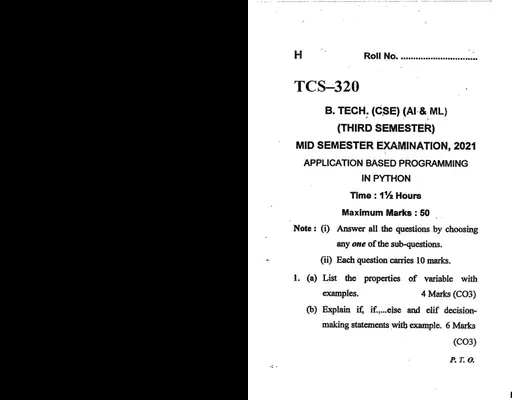 H Roll No. ..............................
TCS–320
B. TECH. (CSE) (AI & ML)
(THIRD SEMESTER)
MID SEMESTER EXAMINATION, 2021
APPLICATION BASED PROGRAMMING
IN PYTHON
Time : 1½ Hours
Maximum Marks : 50
Note : (i) Answer all the questions by choosing
any one of the sub-questions.
(ii) Each question carries 10 marks.
1. (a) List the properties of variable with
examples. 4 Marks (CO3)
(b) Explain if, if.,...else and elif decision-
making statements with example. 6 Marks
(CO3)
P. T. O.